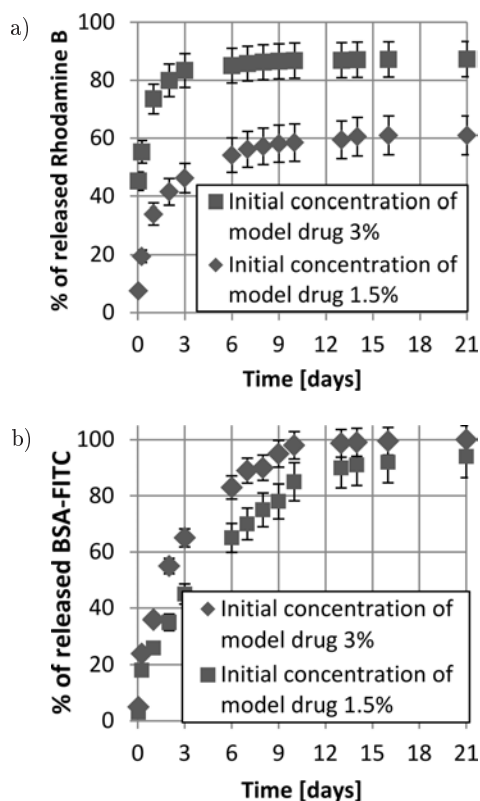 a)
% of released Rhodamine B
100
80
60
40
20
0
Initial concentration of
model drug 3%
Initial concentration of
model drug 1.5%
0 3 6 9 12 15 18 21
Time [days]
b)
% of released BSA-FITC
100
80
60
40
20
0
Initial concentration of
model drug 3%
Initial concentration of
model drug 1.5%
0 3 6 9 12 15 18 21
Time [days]